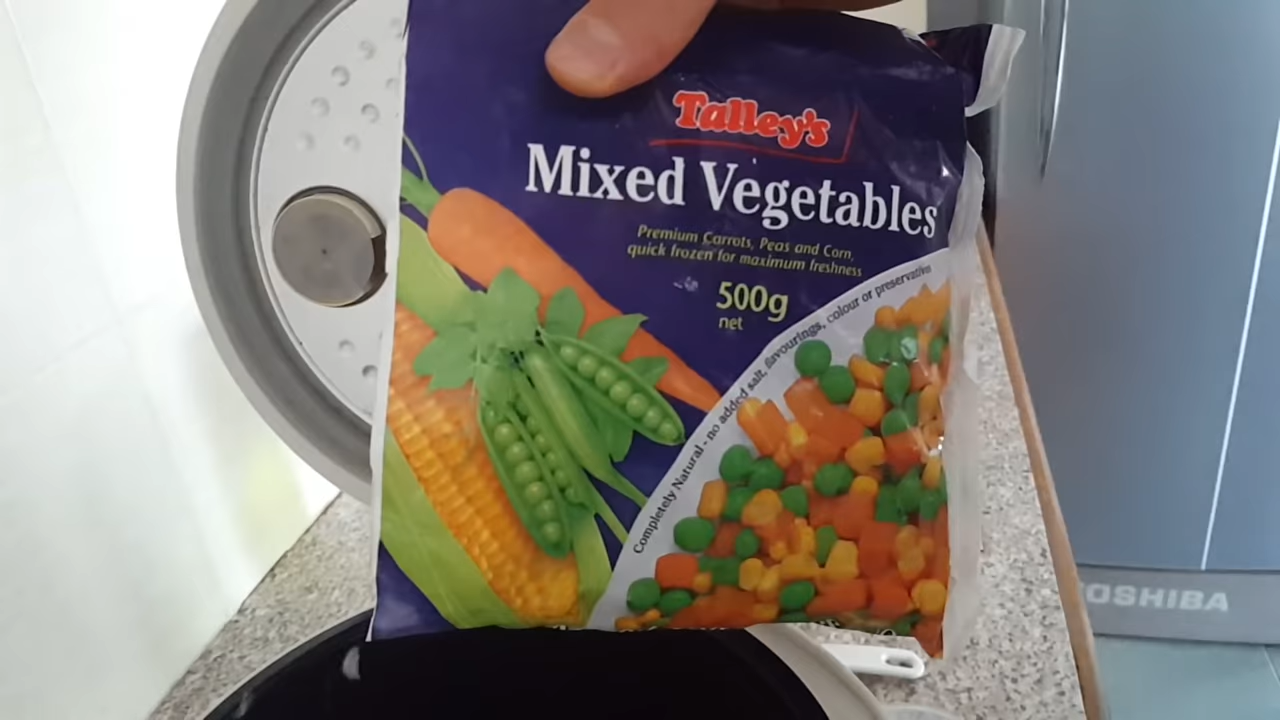 Talley's
Mixed Vegetables
Premium Carrots, Peas and Corn,
quick frozen for maximum freshness
500g
net
Completely Natural - no added salt, flavourings, colour or preservative
TOSHIBA